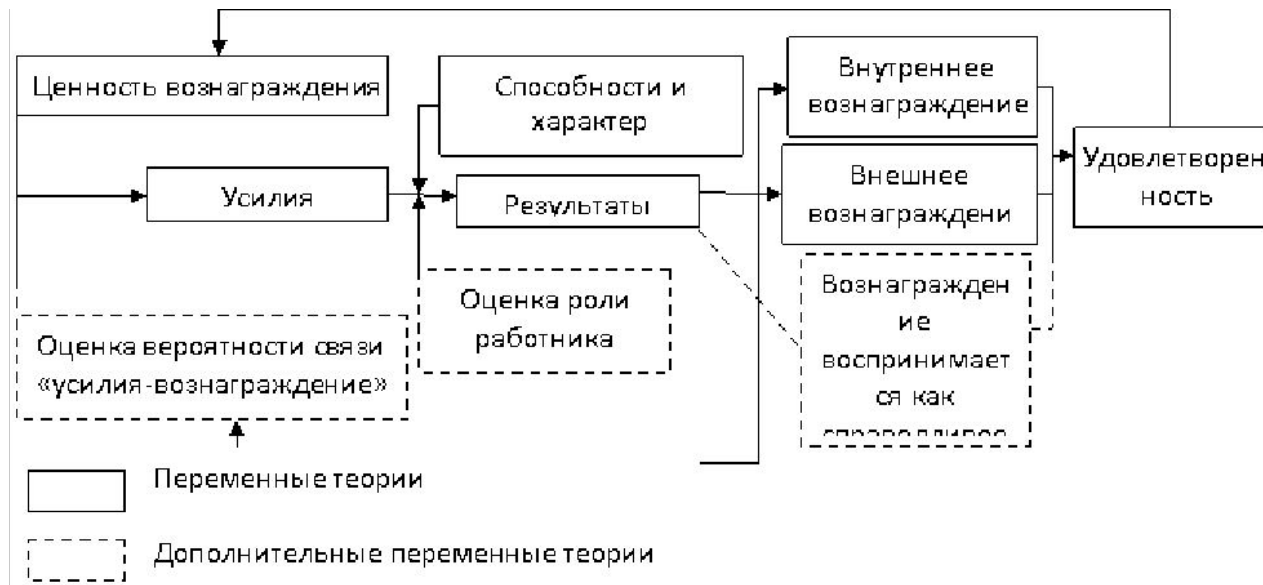 Ценность вознаграждения
Способности и
характер
Внутреннее
вознаграждение
Усилия
Результаты
Внешнее
вознаграждени
Удовлетворен
ность
Оценка вероятности связи
«усилия-вознаграждение»
Оценка роли
работника
Вознагражден
ие
воспринимает
ся как
справедливое
Переменные теории
Дополнительные переменные теории